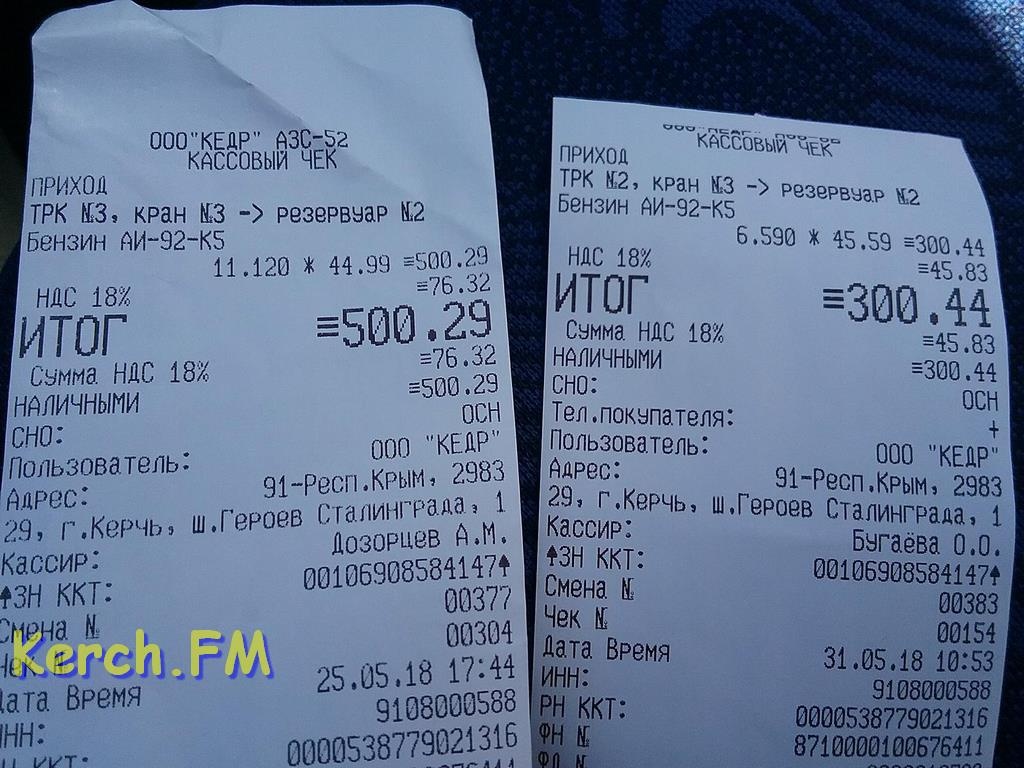 ООО"КЕДР" АЗС-52
КАССОВЫЙ ЧЕК
ПРИХОД
ТРК №3, кран №3 -> резервуар №2
Бензин АИ-92-К5
11.120 * 44.99 ≡500.29
НДС 18% ≡76.32
ИТОГ ≡500.29
Сумма НДС 18% ≡76.32
НАЛИЧНЫМИ ≡500.29
СНО: ОСН
Пользователь: ООО "КЕДР"
Адрес: 91-Респ.Крым, 2983
29, г.Керчь, ш.Героев Сталинграда, 1
Кассир: Дозорцев А.М.
↑ЗН ККТ: 00106908584147↑
Смена № 00377
Чек № 00304
Дата Время 25.05.18 17:44
ИНН: 9108000588
РН ККТ: 0000538779021316
Kerch.FM
КАССОВЫЙ ЧЕК
ПРИХОД
ТРК №2, кран №3 -> резервуар №2
Бензин АИ-92-К5
6.590 * 45.59 ≡300.44
НДС 18% ≡45.83
ИТОГ ≡300.44
Сумма НДС 18% ≡45.83
НАЛИЧНЫМИ ≡300.44
СНО: ОСН
Тел.покупателя: +
Пользователь: ООО "КЕДР"
Адрес: 91-Респ.Крым, 2983
29, г.Керчь, ш.Героев Сталинграда, 1
Кассир: Бугаёва О.О.
↑ЗН ККТ: 00106908584147↑
Смена № 00383
Чек № 00154
Дата Время 31.05.18 10:53
ИНН: 9108000588
РН ККТ: 0000538779021316
ФН № 8710000100676411